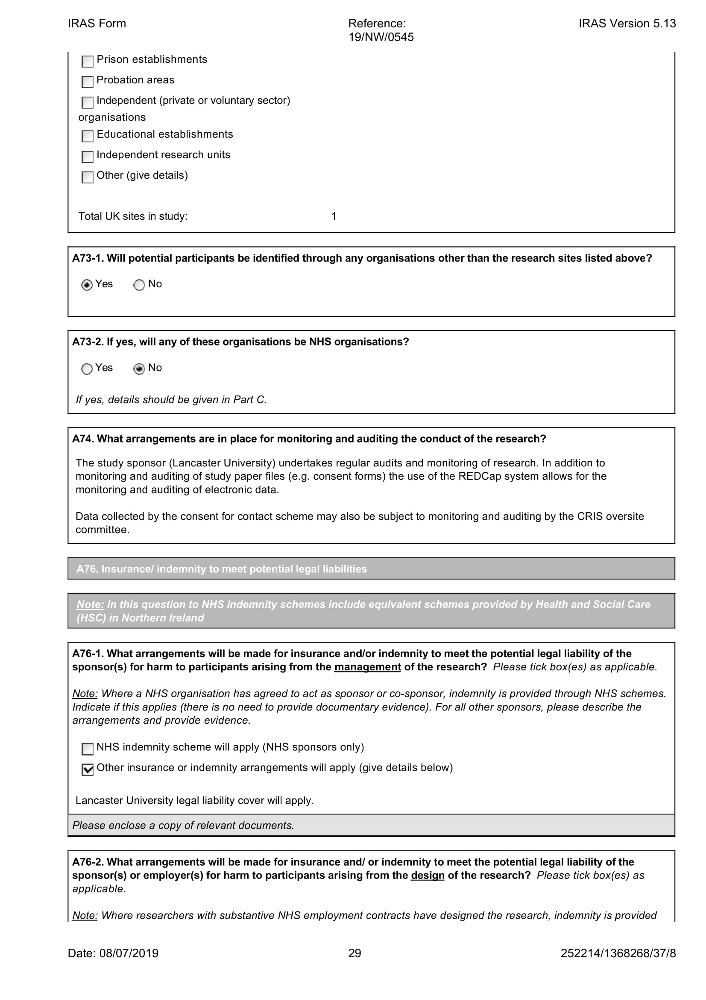 IRAS Form
Reference:
19/NW/0545
IRAS Version 5.13
Prison establishments
Probation areas
Independent (private or voluntary sector)
organisations
Educational establishments
Independent research units
Other (give details)
Total UK sites in study: 1
A73-1. Will potential participants be identified through any organisations other than the research sites listed above?
Yes No
A73-2. If yes, will any of these organisations be NHS organisations?
Yes No
If yes, details should be given in Part C.
A74. What arrangements are in place for monitoring and auditing the conduct of the research?
The study sponsor (Lancaster University) undertakes regular audits and monitoring of research. In addition to
monitoring and auditing of study paper files (e.g. consent forms) the use of the REDCap system allows for the
monitoring and auditing of electronic data.
Data collected by the consent for contact scheme may also be subject to monitoring and auditing by the CRIS oversite
committee.
A76. Insurance/ indemnity to meet potential legal liabilities
Note: in this question to NHS indemnity schemes include equivalent schemes provided by Health and Social Care
(HSC) in Northern Ireland
A76-1. What arrangements will be made for insurance and/or indemnity to meet the potential legal liability of the
sponsor(s) for harm to participants arising from the management of the research? Please tick box(es) as applicable.
Note: Where a NHS organisation has agreed to act as sponsor or co-sponsor, indemnity is provided through NHS schemes.
Indicate if this applies (there is no need to provide documentary evidence). For all other sponsors, please describe the
arrangements and provide evidence.
NHS indemnity scheme will apply (NHS sponsors only)
Other insurance or indemnity arrangements will apply (give details below)
Lancaster University legal liability cover will apply.
Please enclose a copy of relevant documents.
A76-2. What arrangements will be made for insurance and/ or indemnity to meet the potential legal liability of the
sponsor(s) or employer(s) for harm to participants arising from the design of the research? Please tick box(es) as
applicable.
Note: Where researchers with substantive NHS employment contracts have designed the research, indemnity is provided
Date: 08/07/2019
29
252214/1368268/37/8